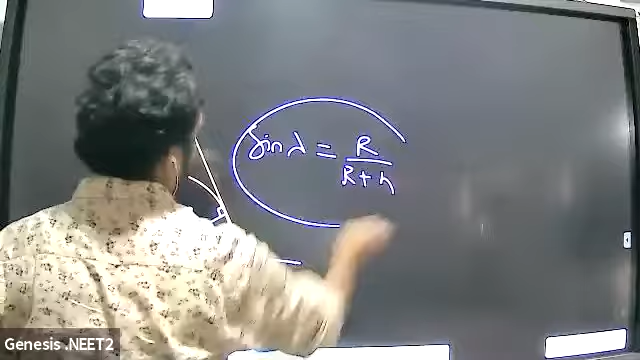 sin λ = R / R + h
Genesis .NEET2